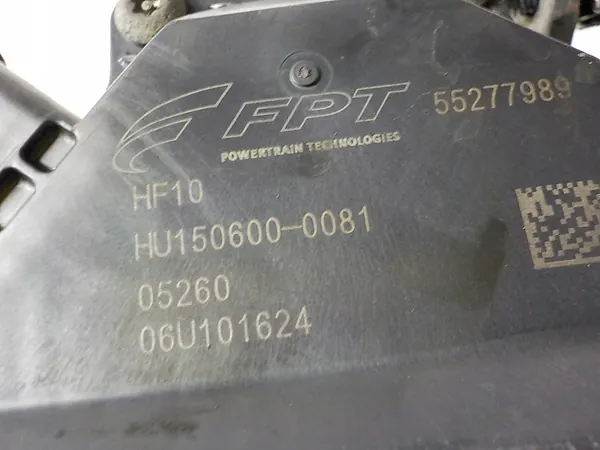 FPT 55277989
POWERTRAIN TECHNOLOGIES
HF10
HU150600-0081
05260
06U101624